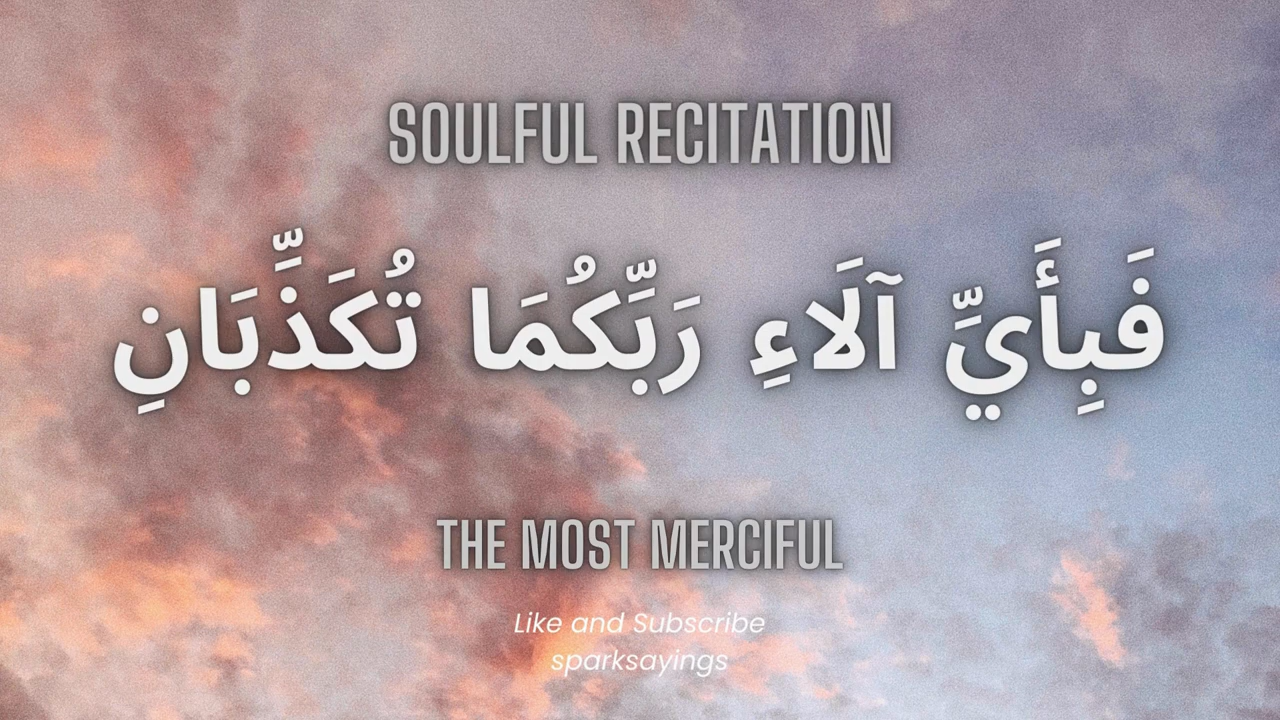 SOULFUL RECITATION
فَبِأَيِّ آلَاءِ رَبِّكُمَا تُكَذِّبَانِ
THE MOST MERCIFUL
Like and Subscribe
sparksayings